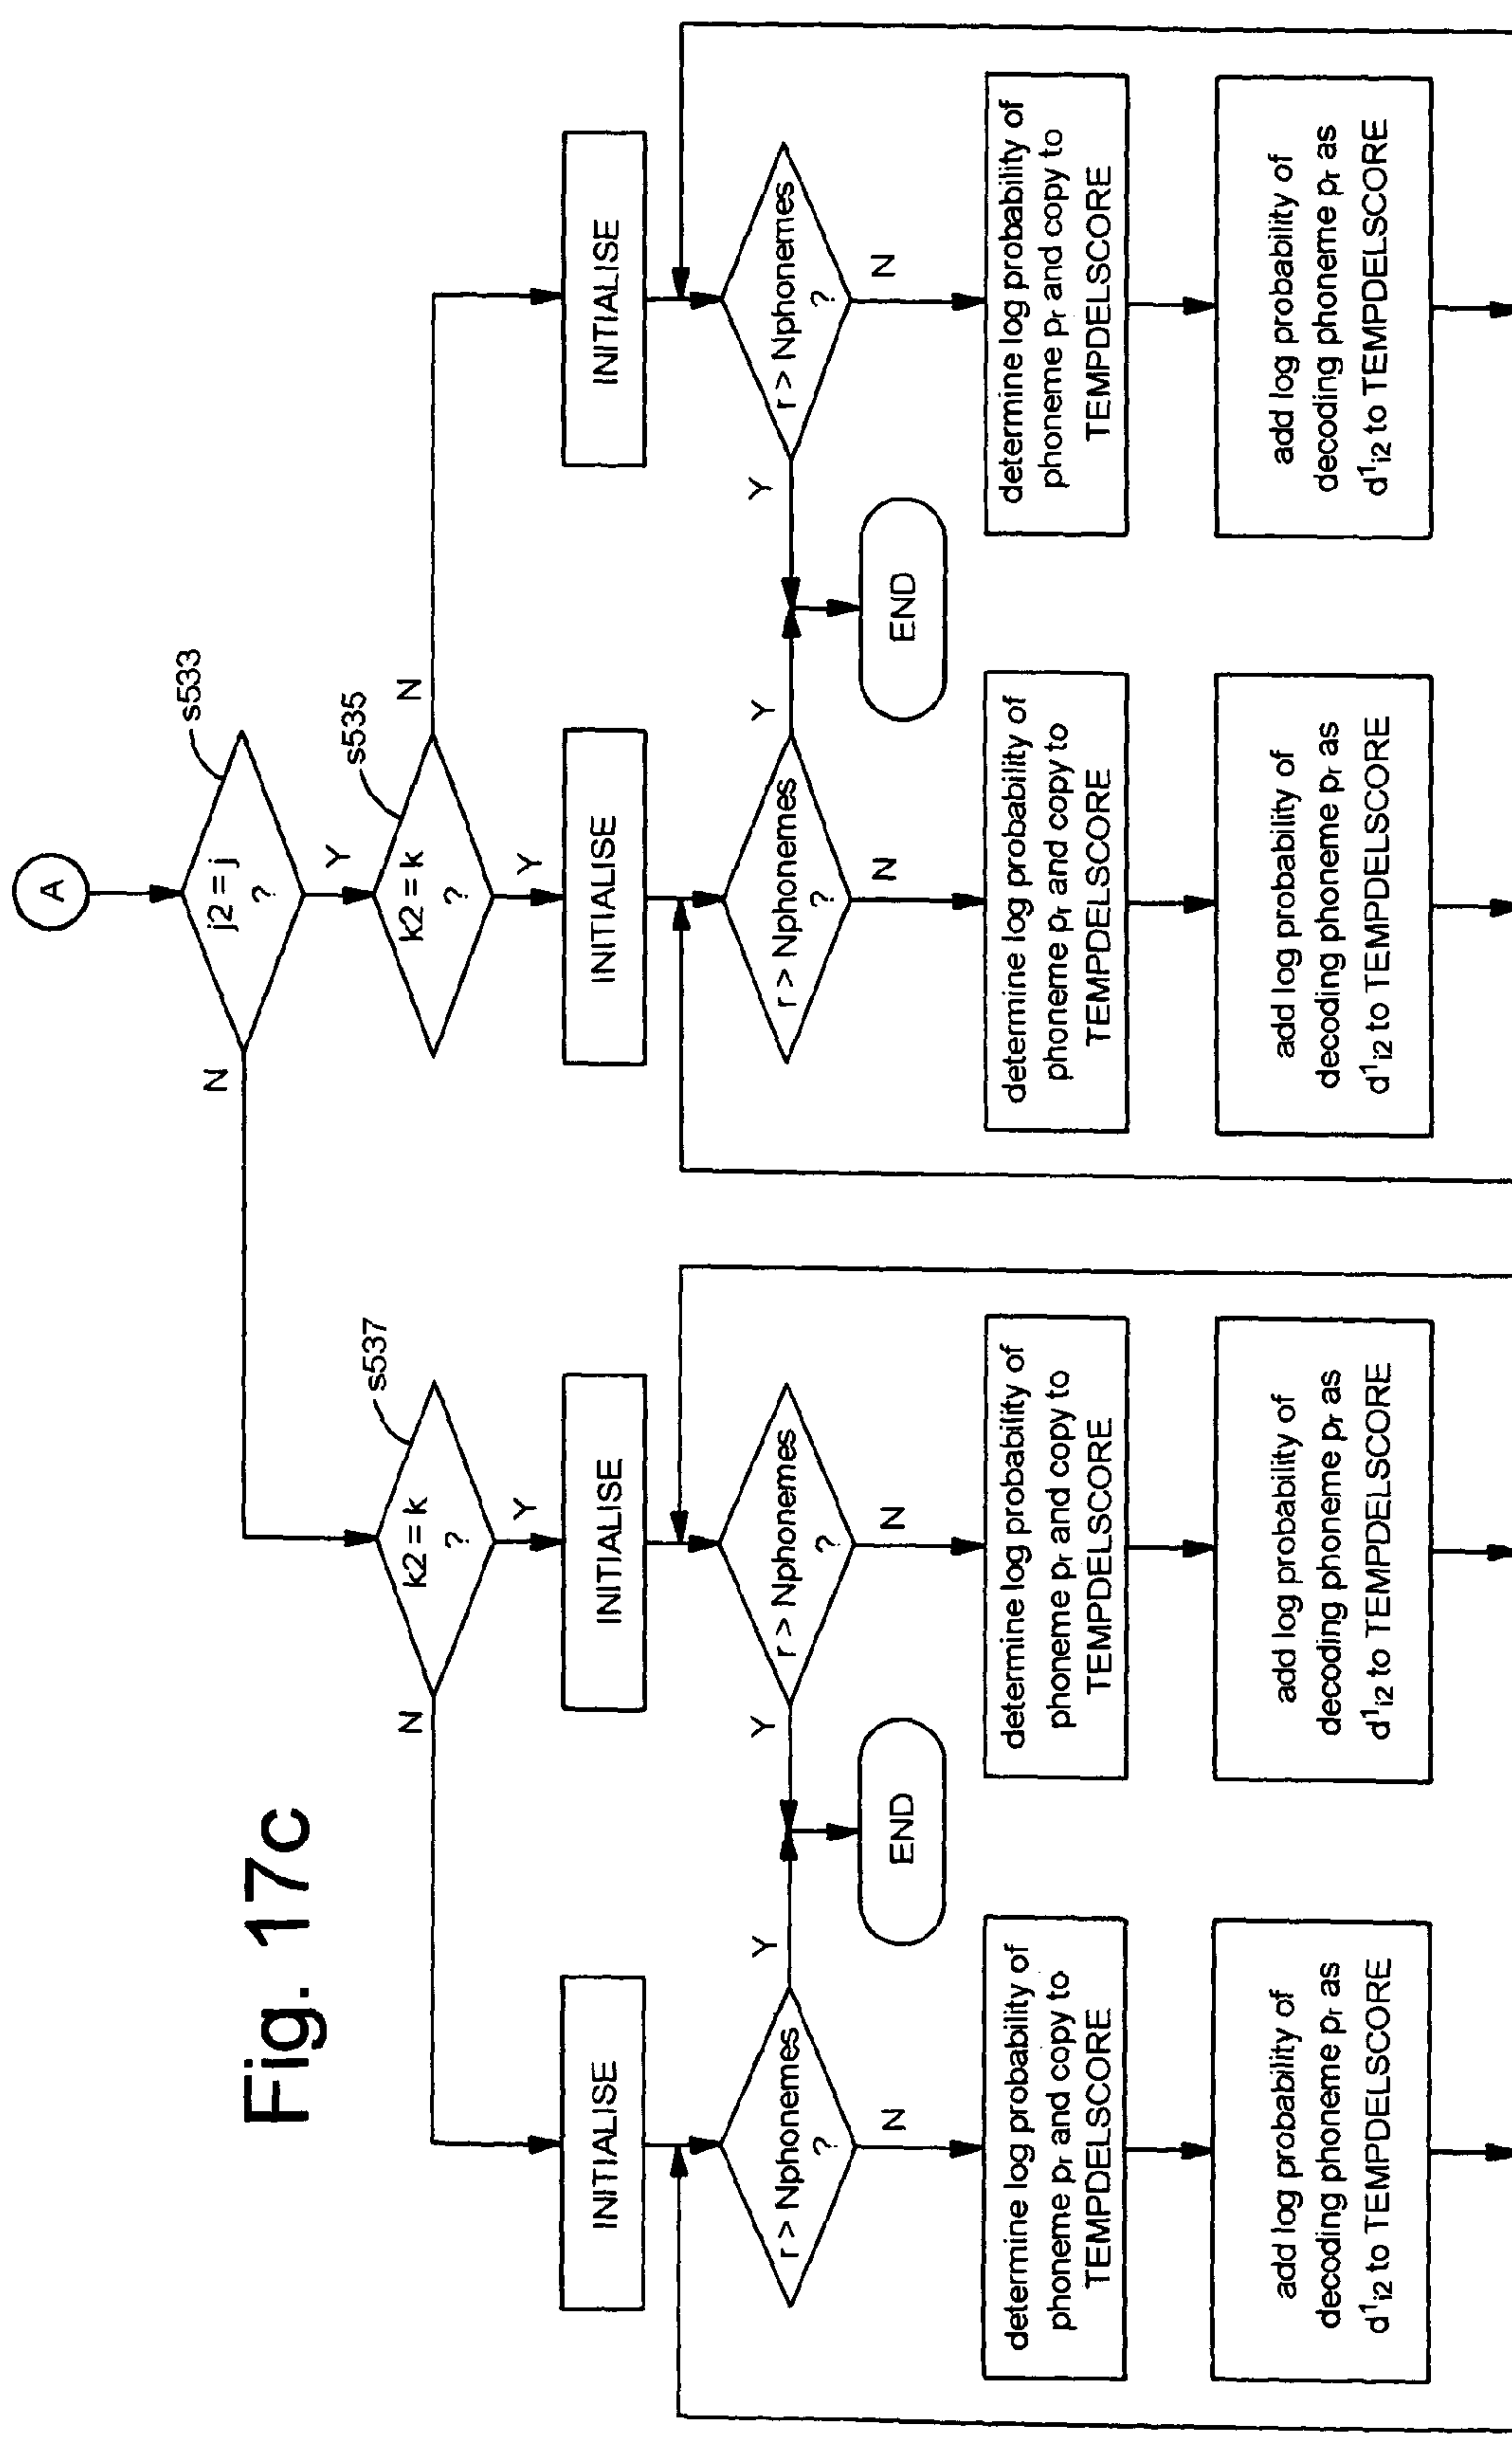 Fig. 17c
A
j2 = j
?
s533
N
Y
k2 = k
?
s537
N
Y
k2 = k
?
s535
N
Y
INITIALISE
INITIALISE
INITIALISE
INITIALISE
r > Nphonemes
?
Y
N
r > Nphonemes
?
Y
N
r > Nphonemes
?
Y
N
r > Nphonemes
?
Y
N
END
END
determine log probability of
phoneme pr and copy to
TEMPDELSCORE
determine log probability of
phoneme pr and copy to
TEMPDELSCORE
determine log probability of
phoneme pr and copy to
TEMPDELSCORE
determine log probability of
phoneme pr and copy to
TEMPDELSCORE
add log probability of
decoding phoneme pr as
d¹i2 to TEMPDELSCORE
add log probability of
decoding phoneme pr as
d¹i2 to TEMPDELSCORE
add log probability of
decoding phoneme pr as
d¹i2 to TEMPDELSCORE
add log probability of
decoding phoneme pr as
d¹i2 to TEMPDELSCORE